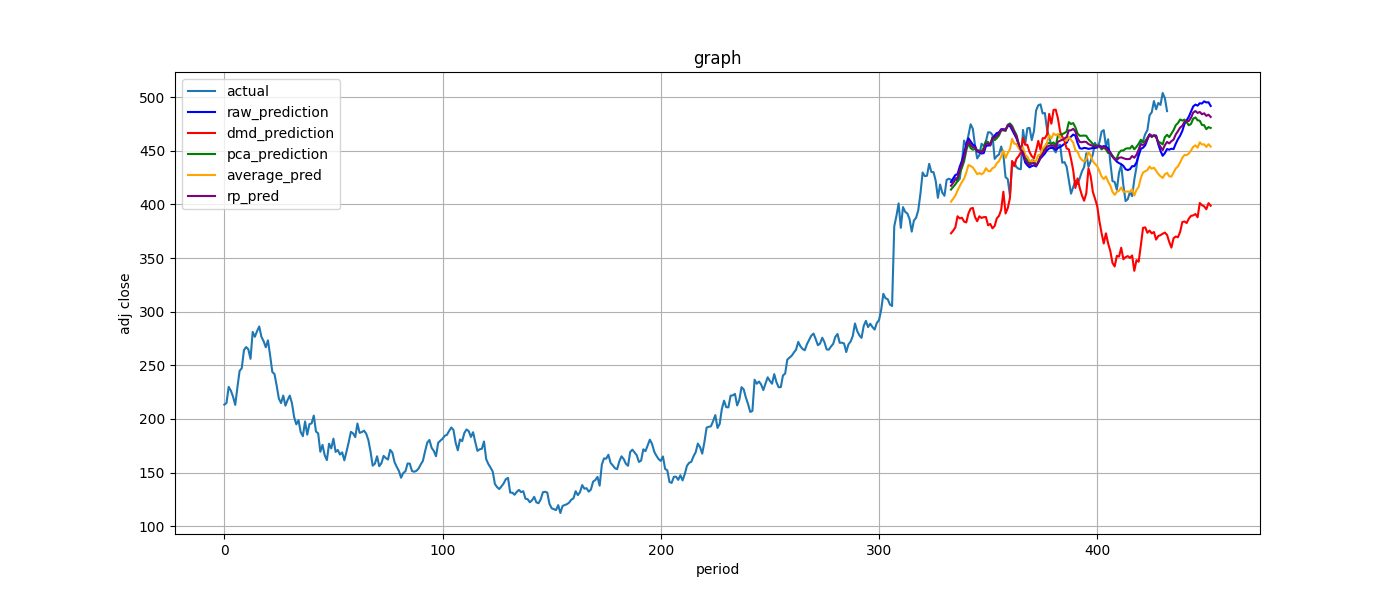 graph
actual
raw_prediction
dmd_prediction
pca_prediction
average_pred
rp_pred
500
450
400
350
300
250
200
150
100
adj close
0 100 200 300 400
period